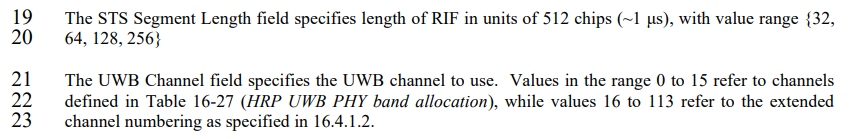 19 The STS Segment Length field specifies length of RIF in units of 512 chips (~1 μs), with value range {32,
20 64, 128, 256}
21 The UWB Channel field specifies the UWB channel to use.  Values in the range 0 to 15 refer to channels
22 defined in Table 16-27 (HRP UWB PHY band allocation), while values 16 to 113 refer to the extended
23 channel numbering as specified in 16.4.1.2.